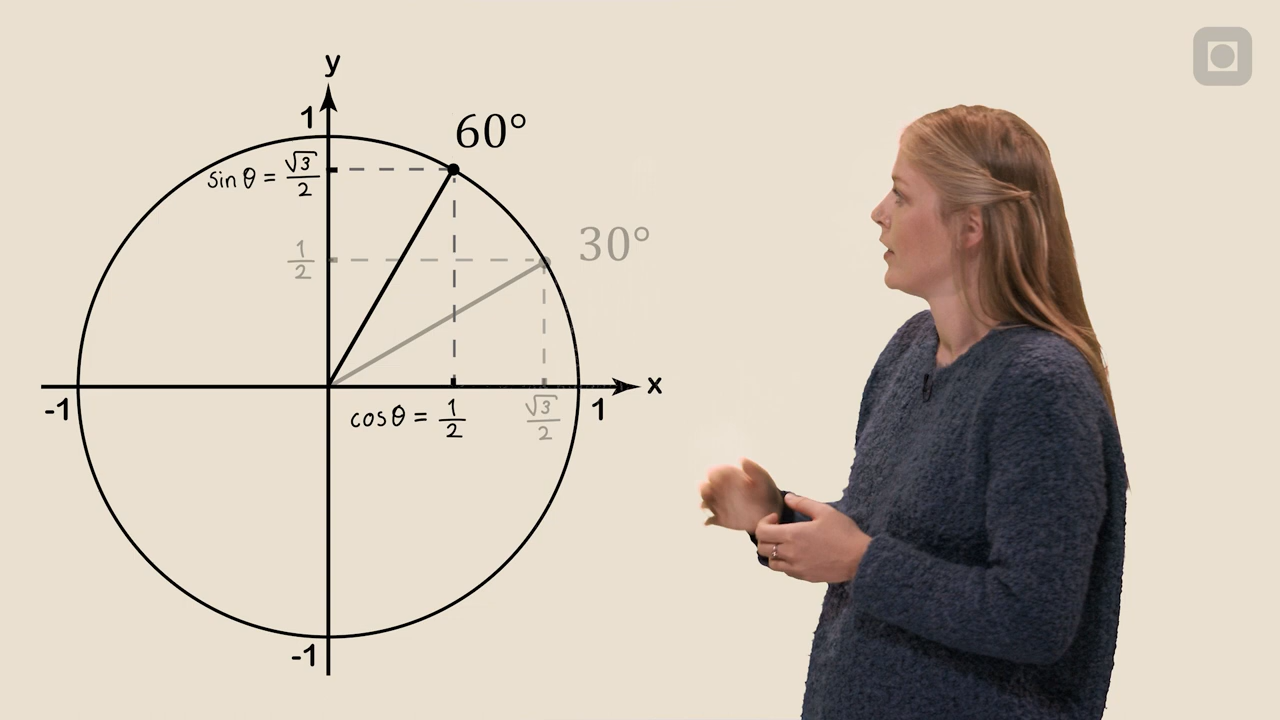 y
1
60°
sin θ = √3/2
30°
1/2
x
-1
cos θ = 1/2
√3/2
1
-1